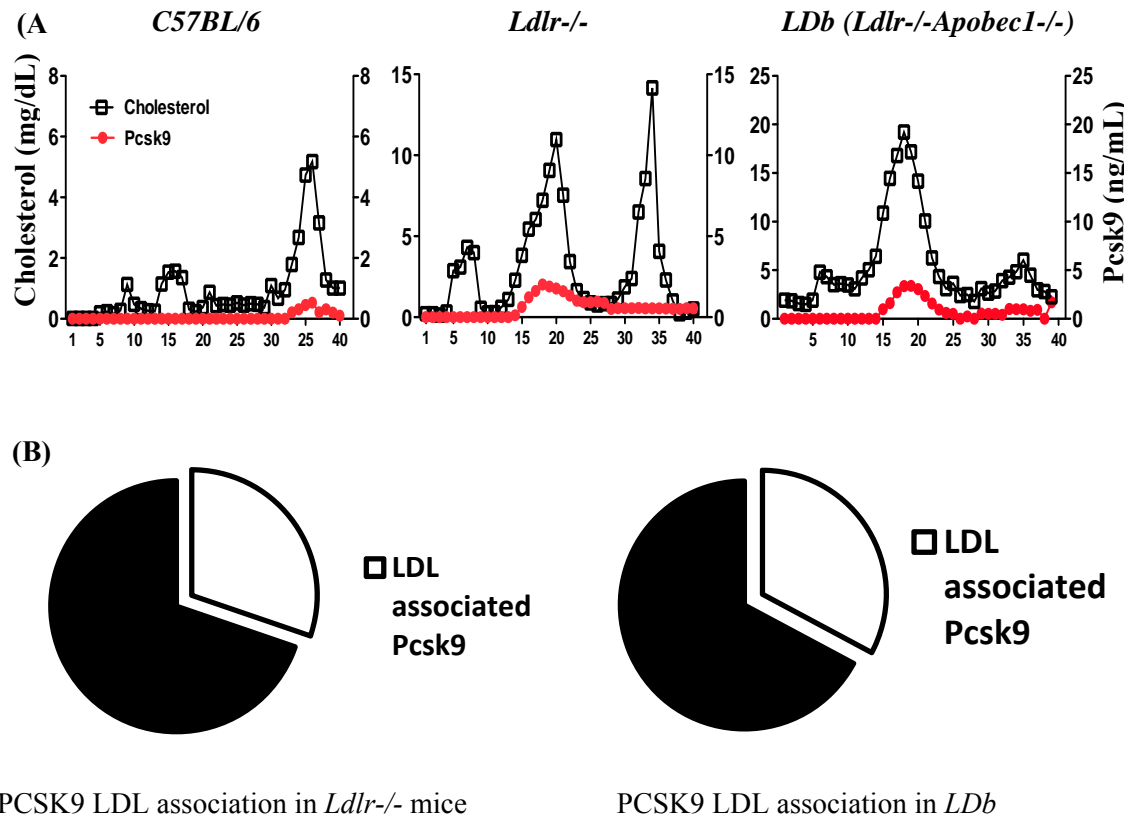 (A
C57BL/6
Ldlr-/-
LDb (Ldlr-/-Apobec1-/-)
Cholesterol (mg/dL)
8
6
4
2
0
Cholesterol
Pcsk9
8
6
4
2
0
1 5 10 15 20 25 30 35 40
15
10
5
0
15
10
5
0
1 5 10 15 20 25 30 35 40
25
20
15
10
5
0
25
20
15
10
5
0
5 10 15 20 25 30 35 40
Pcsk9 (ng/mL)
(B)
LDL
associated
Pcsk9
LDL
associated
Pcsk9
PCSK9 LDL association in Ldlr-/- mice
PCSK9 LDL association in LDb